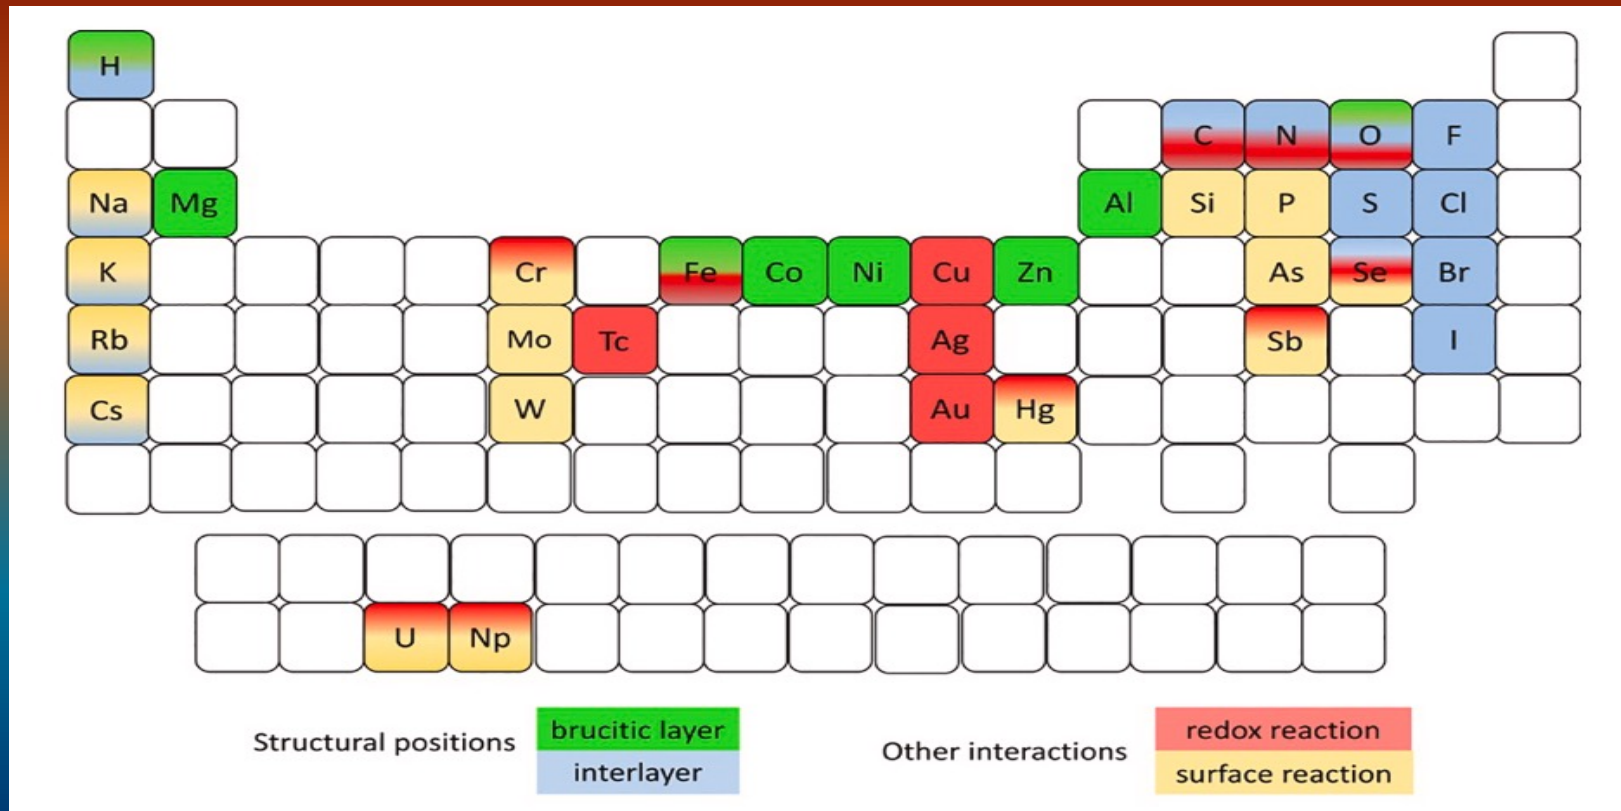 H
C N O F
Na Mg Al Si P S Cl
K Cr Fe Co Ni Cu Zn As Se Br
Rb Mo Tc Ag Sb I
Cs W Au Hg
U Np
Structural positions
brucitic layer
interlayer
Other interactions
redox reaction
surface reaction